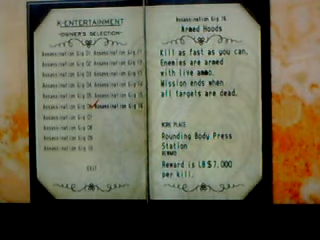 K-ENTERTAINMENT
-OWNER'S SELECTION-
Assassination Gig 01 Assassination Gig 11
Assassination Gig 02 Assassination Gig 12
Assassination Gig 03 Assassination Gig 13
Assassination Gig 04 Assassination Gig 14
Assassination Gig 05 Assassination Gig 15
Assassination Gig 06 Assassination Gig 16
Assassination Gig 07
Assassination Gig 08
Assassination Gig 09
Assassination Gig 10
EXIT
Assassination Gig 16
Armed Hoods
Kill as fast as you can.
Enemies are armed
with live ammo.
Mission ends when
all targets are dead.
WORK PLACE
Rounding Body Press
Station
REWARD
Reward is LB$7,000
per kill.